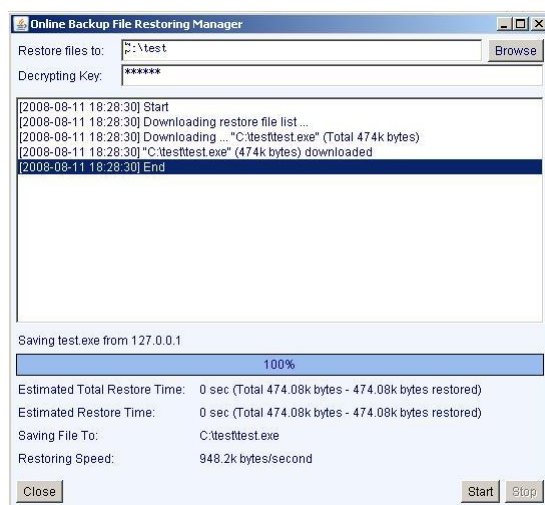 Online Backup File Restoring Manager
Restore files to: C:\test Browse
Decrypting Key: ******
[2008-08-11 18:28:30] Start
[2008-08-11 18:28:30] Downloading restore file list ...
[2008-08-11 18:28:30] Downloading ... "C:\test\test.exe" (Total 474k bytes)
[2008-08-11 18:28:30] "C:\test\test.exe" (474k bytes) downloaded
[2008-08-11 18:28:30] End
Saving test.exe from 127.0.0.1
100%
Estimated Total Restore Time: 0 sec (Total 474.08k bytes - 474.08k bytes restored)
Estimated Restore Time: 0 sec (Total 474.08k bytes - 474.08k bytes restored)
Saving File To: C:\test\test.exe
Restoring Speed: 948.2k bytes/second
Close Start Stop